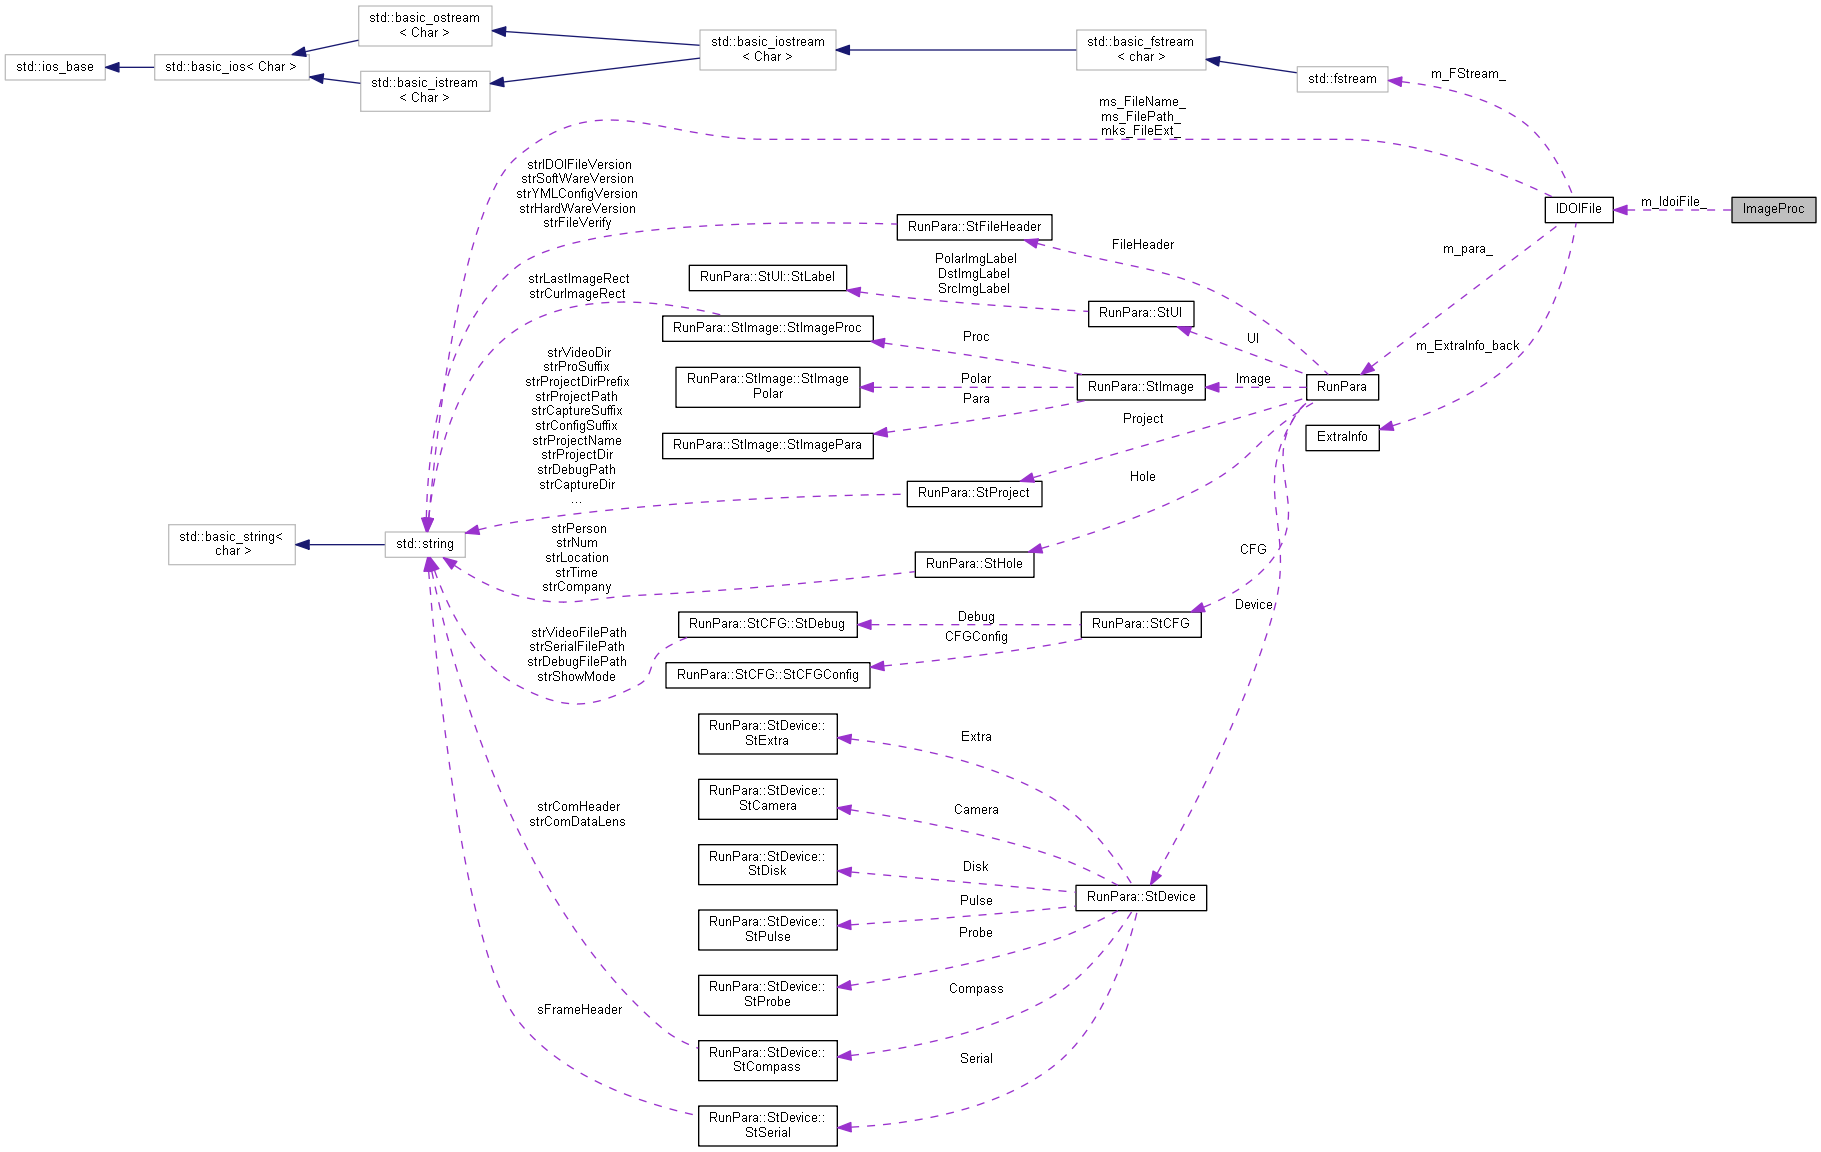 std::basic_ostream
< Char >
std::ios_base
std::basic_ios< Char >
std::basic_istream
< Char >
std::basic_iostream
< Char >
std::basic_fstream
< char >
std::fstream
m_FStream_
ms_FileName_
ms_FilePath_
mks_FileExt_
IDOIFile
m_IdoiFile_
ImageProc
strIDOIFileVersion
strSoftWareVersion
strYMLConfigVersion
strHardWareVersion
strFileVerify
RunPara::StFileHeader
FileHeader
m_para_
strLastImageRect
strCurImageRect
RunPara::StUI::StLabel
PolarImgLabel
DstImgLabel
SrcImgLabel
RunPara::StUI
UI
RunPara::StImage::StImageProc
Proc
m_ExtraInfo_back
strVideoDir
strProSuffix
strProjectDirPrefix
strProjectPath
strCaptureSuffix
strConfigSuffix
strProjectName
strProjectDir
strDebugPath
strCaptureDir
...
RunPara::StImage::StImage
Polar
Polar
RunPara::StImage
Image
RunPara
Para
RunPara::StImage::StImagePara
Project
ExtraInfo
RunPara::StProject
Hole
std::basic_string<
char >
std::string
strPerson
strNum
strLocation
strTime
strCompany
RunPara::StHole
CFG
Device
strVideoFilePath
strSerialFilePath
strDebugFilePath
strShowMode
RunPara::StCFG::StDebug
Debug
CFGConfig
RunPara::StCFG
RunPara::StCFG::StCFGConfig
RunPara::StDevice::
StExtra
Extra
RunPara::StDevice::
StCamera
Camera
strComHeader
strComDataLens
RunPara::StDevice::
StDisk
Disk
RunPara::StDevice
RunPara::StDevice::
StPulse
Pulse
Probe
RunPara::StDevice::
StProbe
Compass
sFrameHeader
RunPara::StDevice::
StCompass
Serial
RunPara::StDevice::
StSerial